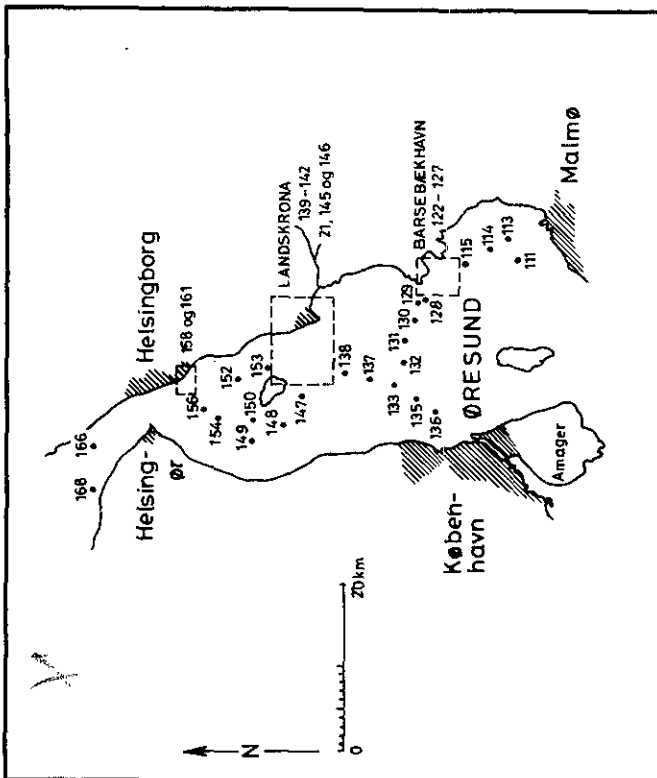 166
168
Helsing-
ør
Helsingborg
158 og 161
156
154
152
153
149
150
148
147
LANDSKRONA
139-142
21, 145 og 146
138
137
133
131
132
130
129
128
135
136
BARSEBÆKHAVN
122-127
115
114
113
111
ØRESUND
Malmø
Køben-
havn
Amager
0
20km
N